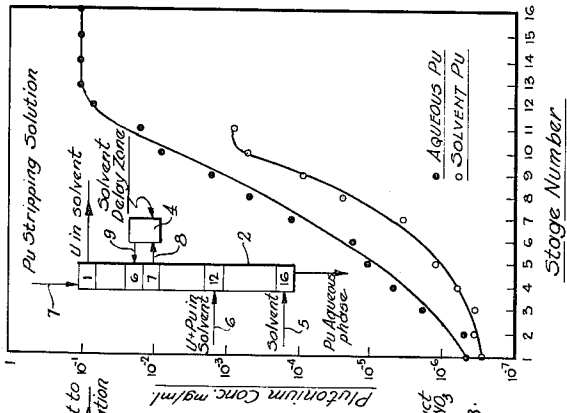 Pu Stripping Solution
U in solvent
Solvent
Delay Zone
7
1
9
4
6
7
8
2
12
16
U+Pu in
Solvent
6
Solvent
5
Pu Aqueous
phase
Plutonium Conc. mg/ml
10⁻¹
10⁻²
10⁻³
10⁻⁴
10⁻⁵
10⁻⁶
10⁻⁷
AQUEOUS Pu
SOLVENT Pu
1 2 3 4 5 6 7 8 9 10 11 12 13 14 15 16
Stage Number